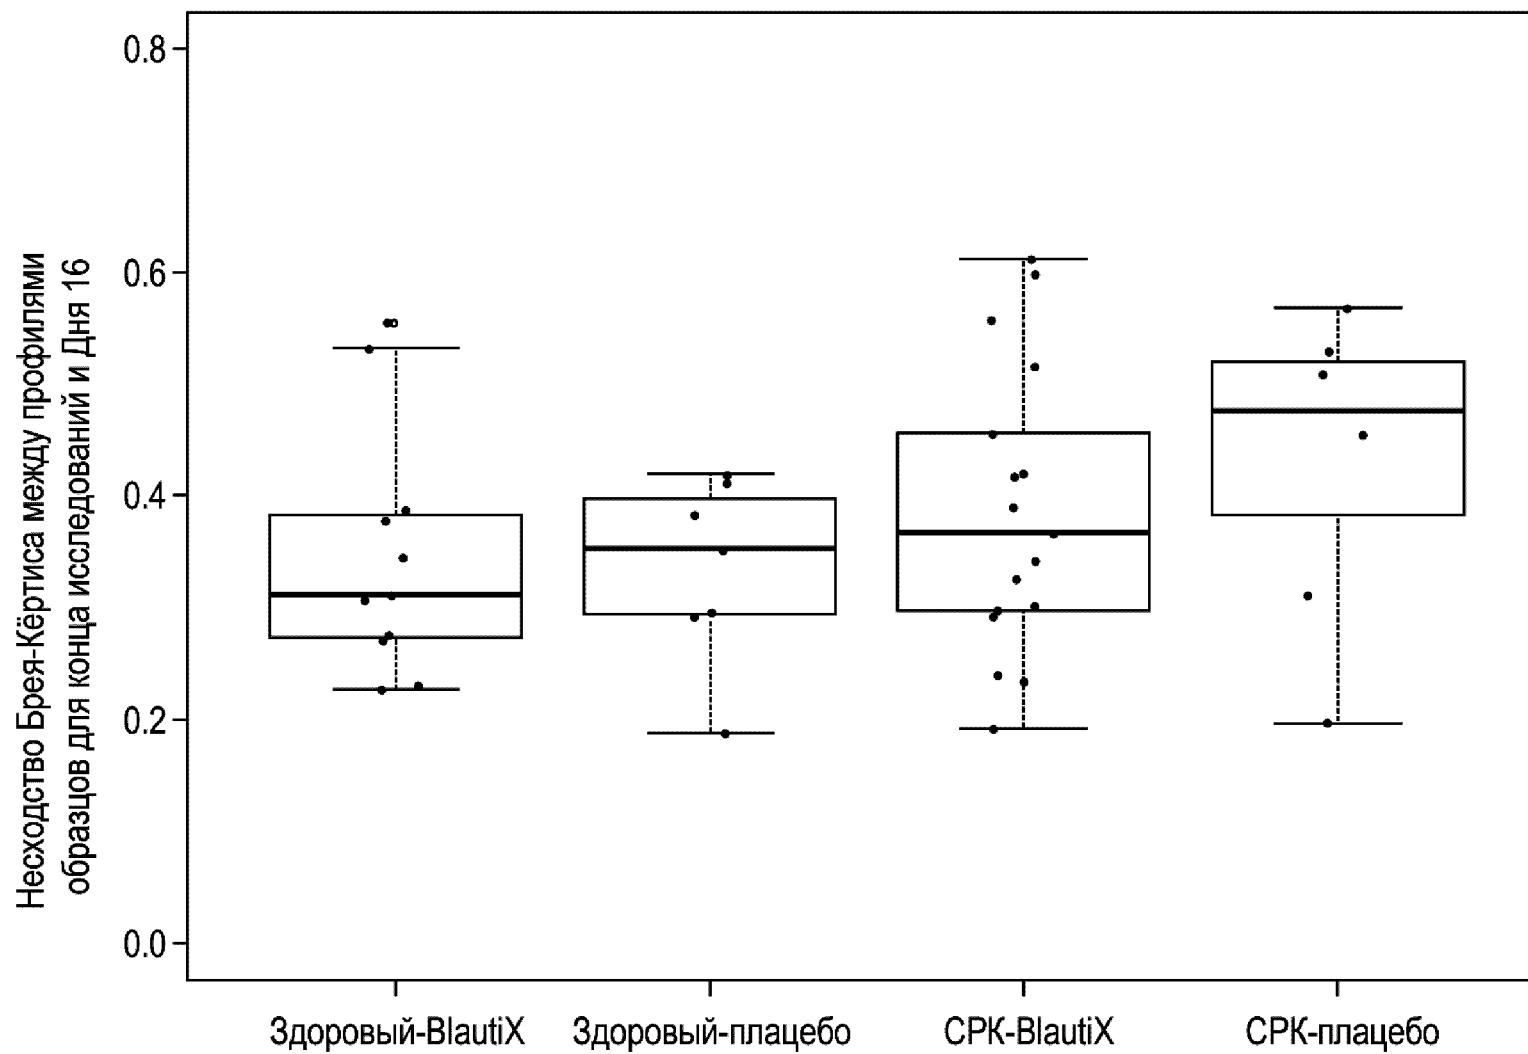 Несходство Брея-Кёртиса между профилями
образцов для конца исследований и Дня 16
0.8
0.6
0.4
0.2
0.0
Здоровый-BlautiX
Здоровый-плацебо
СРК-BlautiX
СРК-плацебо